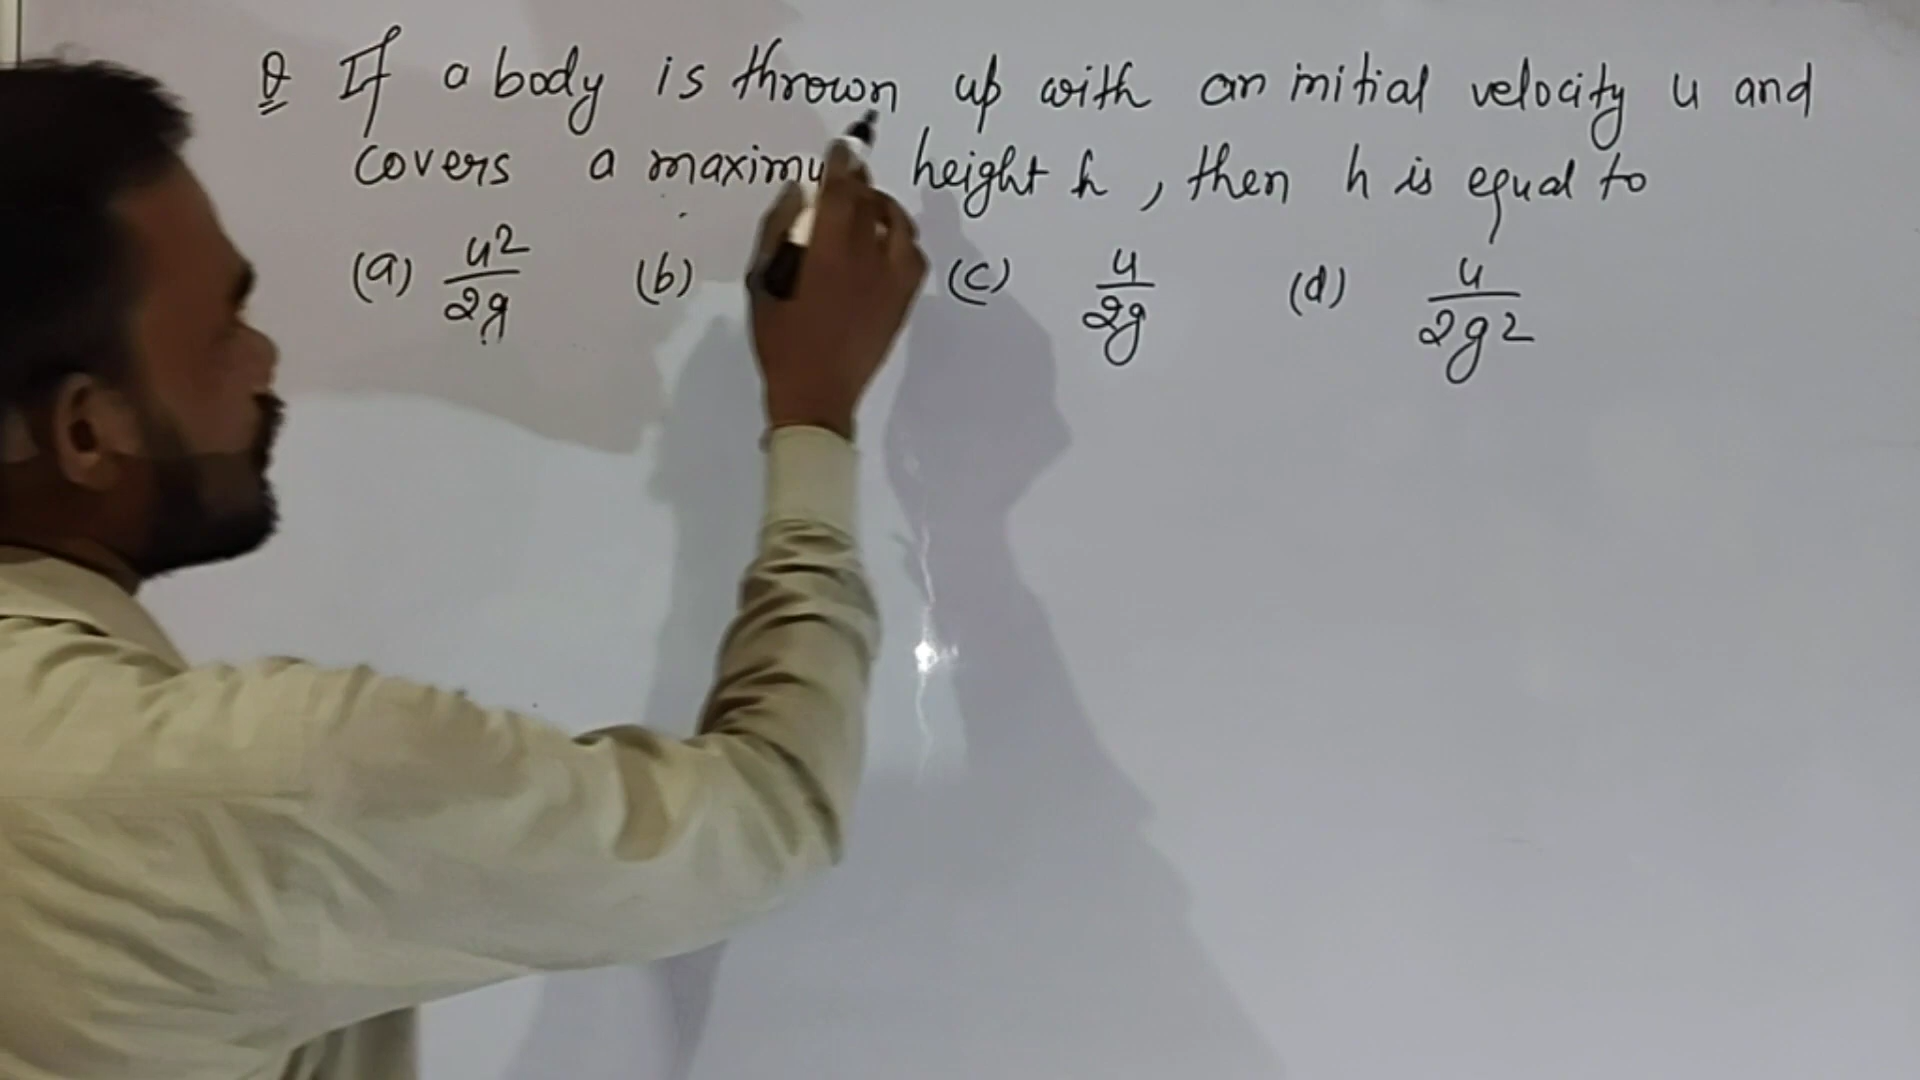 Q If a body is thrown up with an initial velocity u and
covers a height h, then h is equal to
(a) u²/2g (b) (c) u/2g (d) u/2g²